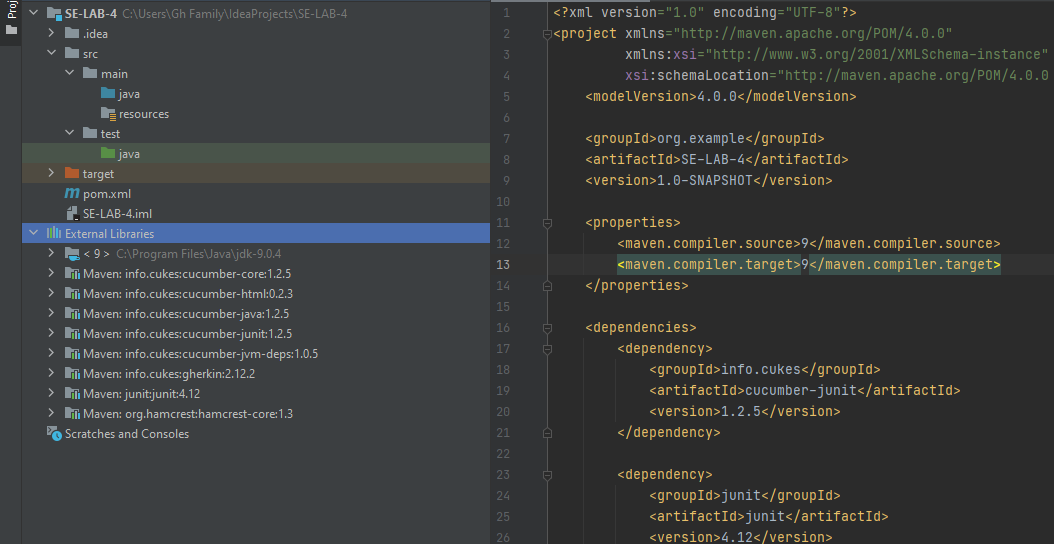 Proj
SE-LAB-4 C:\Users\Gh Family\IdeaProjects\SE-LAB-4
.idea
src
main
java
resources
test
java
target
pom.xml
SE-LAB-4.iml
External Libraries
< 9 > C:\Program Files\Java\jdk-9.0.4
Maven: info.cukes:cucumber-core:1.2.5
Maven: info.cukes:cucumber-html:0.2.3
Maven: info.cukes:cucumber-java:1.2.5
Maven: info.cukes:cucumber-junit:1.2.5
Maven: info.cukes:cucumber-jvm-deps:1.0.5
Maven: info.cukes:gherkin:2.12.2
Maven: junit:junit:4.12
Maven: org.hamcrest:hamcrest-core:1.3
Scratches and Consoles
1 <?xml version="1.0" encoding="UTF-8"?>
2 <project xmlns="http://maven.apache.org/POM/4.0.0"
3 xmlns:xsi="http://www.w3.org/2001/XMLSchema-instance"
4 xsi:schemaLocation="http://maven.apache.org/POM/4.0.0
5 <modelVersion>4.0.0</modelVersion>
6
7 <groupId>org.example</groupId>
8 <artifactId>SE-LAB-4</artifactId>
9 <version>1.0-SNAPSHOT</version>
10
11 <properties>
12 <maven.compiler.source>9</maven.compiler.source>
13 <maven.compiler.target>9</maven.compiler.target>
14 </properties>
15
16 <dependencies>
17 <dependency>
18 <groupId>info.cukes</groupId>
19 <artifactId>cucumber-junit</artifactId>
20 <version>1.2.5</version>
21 </dependency>
22
23 <dependency>
24 <groupId>junit</groupId>
25 <artifactId>junit</artifactId>
26 <version>4.12</version>